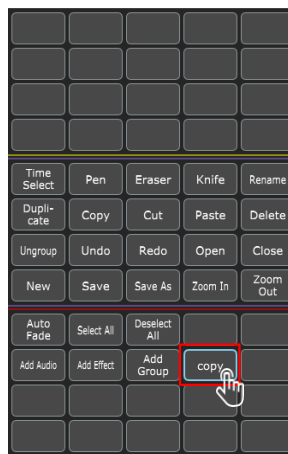 Time Select Pen Eraser Knife Rename
Dupli-cate Copy Cut Paste Delete
Ungroup Undo Redo Open Close
New Save Save As Zoom In Zoom Out
Auto Fade Select All Deselect All
Add Audio Add Effect Add Group copy